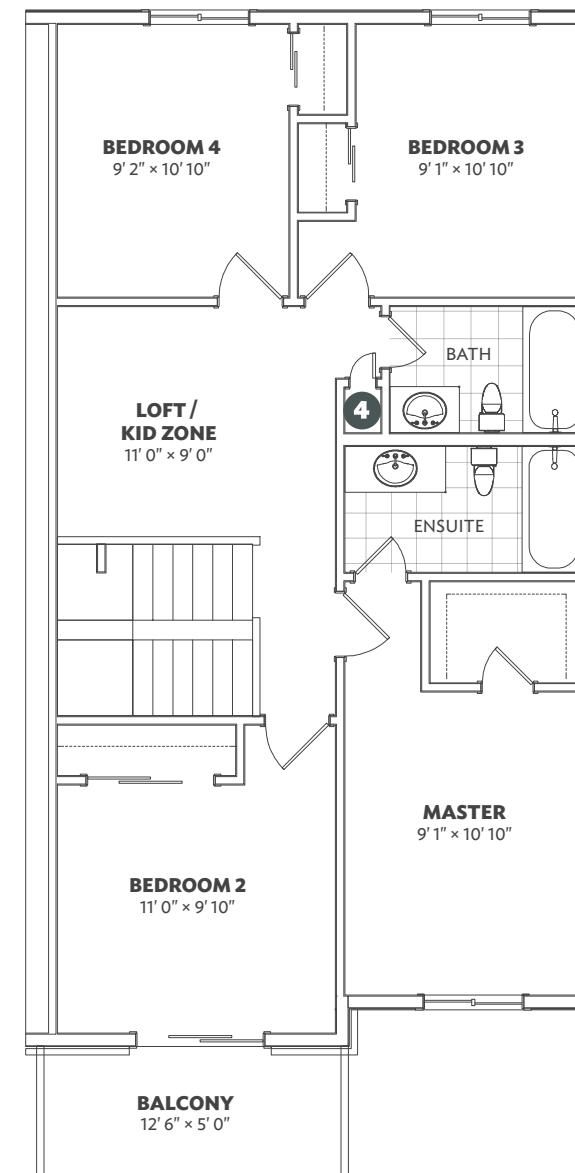 BEDROOM 4
9' 2" × 10' 10"
BEDROOM 3
9' 1" × 10' 10"
BATH
LOFT /
KID ZONE
11' 0" × 9' 0"
4
ENSUITE
MASTER
9' 1" × 10' 10"
BEDROOM 2
11' 0" × 9' 10"
BALCONY
12' 6" × 5' 0"